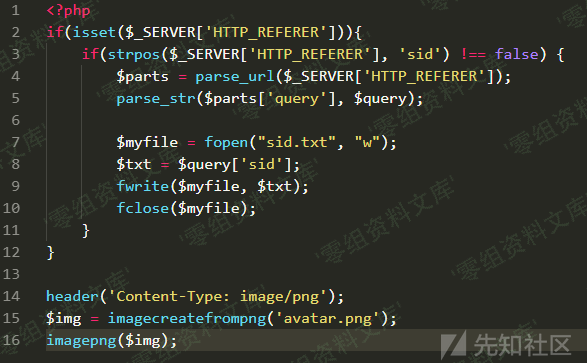 1 <?php
2 if(isset($_SERVER['HTTP_REFERER'])){
3     if(strpos($_SERVER['HTTP_REFERER'], 'sid') !== false) {
4         $parts = parse_url($_SERVER['HTTP_REFERER']);
5         parse_str($parts['query'], $query);
6
7         $myfile = fopen("sid.txt", "w");
8         $txt = $query['sid'];
9         fwrite($myfile, $txt);
10         fclose($myfile);
11     }
12 }
13
14 header('Content-Type: image/png');
15 $img = imagecreatefrompng('avatar.png');
16 imagepng($img);
'零组资料文库'
先知社区